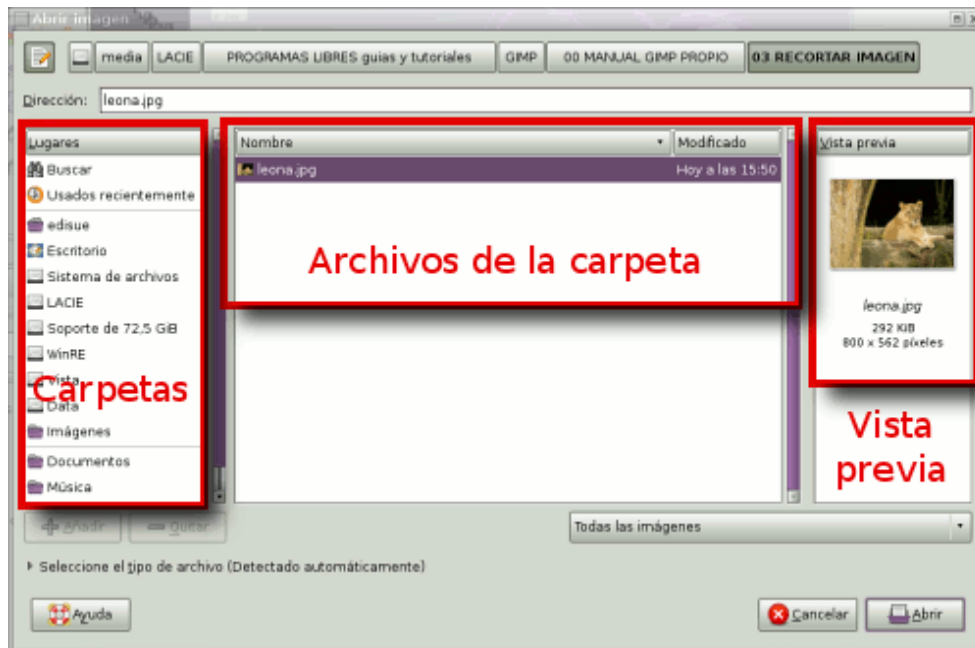 Abrir imagen
media LACIE PROGRAMAS LIBRES guias y tutoriales GIMP 00 MANUAL GIMP PROPIO 03 RECORTAR IMAGEN
Dirección: leona.jpg
Lugares
Buscar
Usados recientemente
edisue
Escritorio
Sistema de archivos
LACIE
Soporte de 72,5 GiB
WinRE
Vista
Data
Imágenes
Documentos
Música
Carpetas
Nombre Modificado
leona.jpg Hoy a las 15:50
Archivos de la carpeta
Vista previa
leona.jpg
292 KiB
800 x 562 píxeles
Vista
previa
Añadir Quitar
Todas las imágenes
Seleccione el tipo de archivo (Detectado automáticamente)
Ayuda Cancelar Abrir